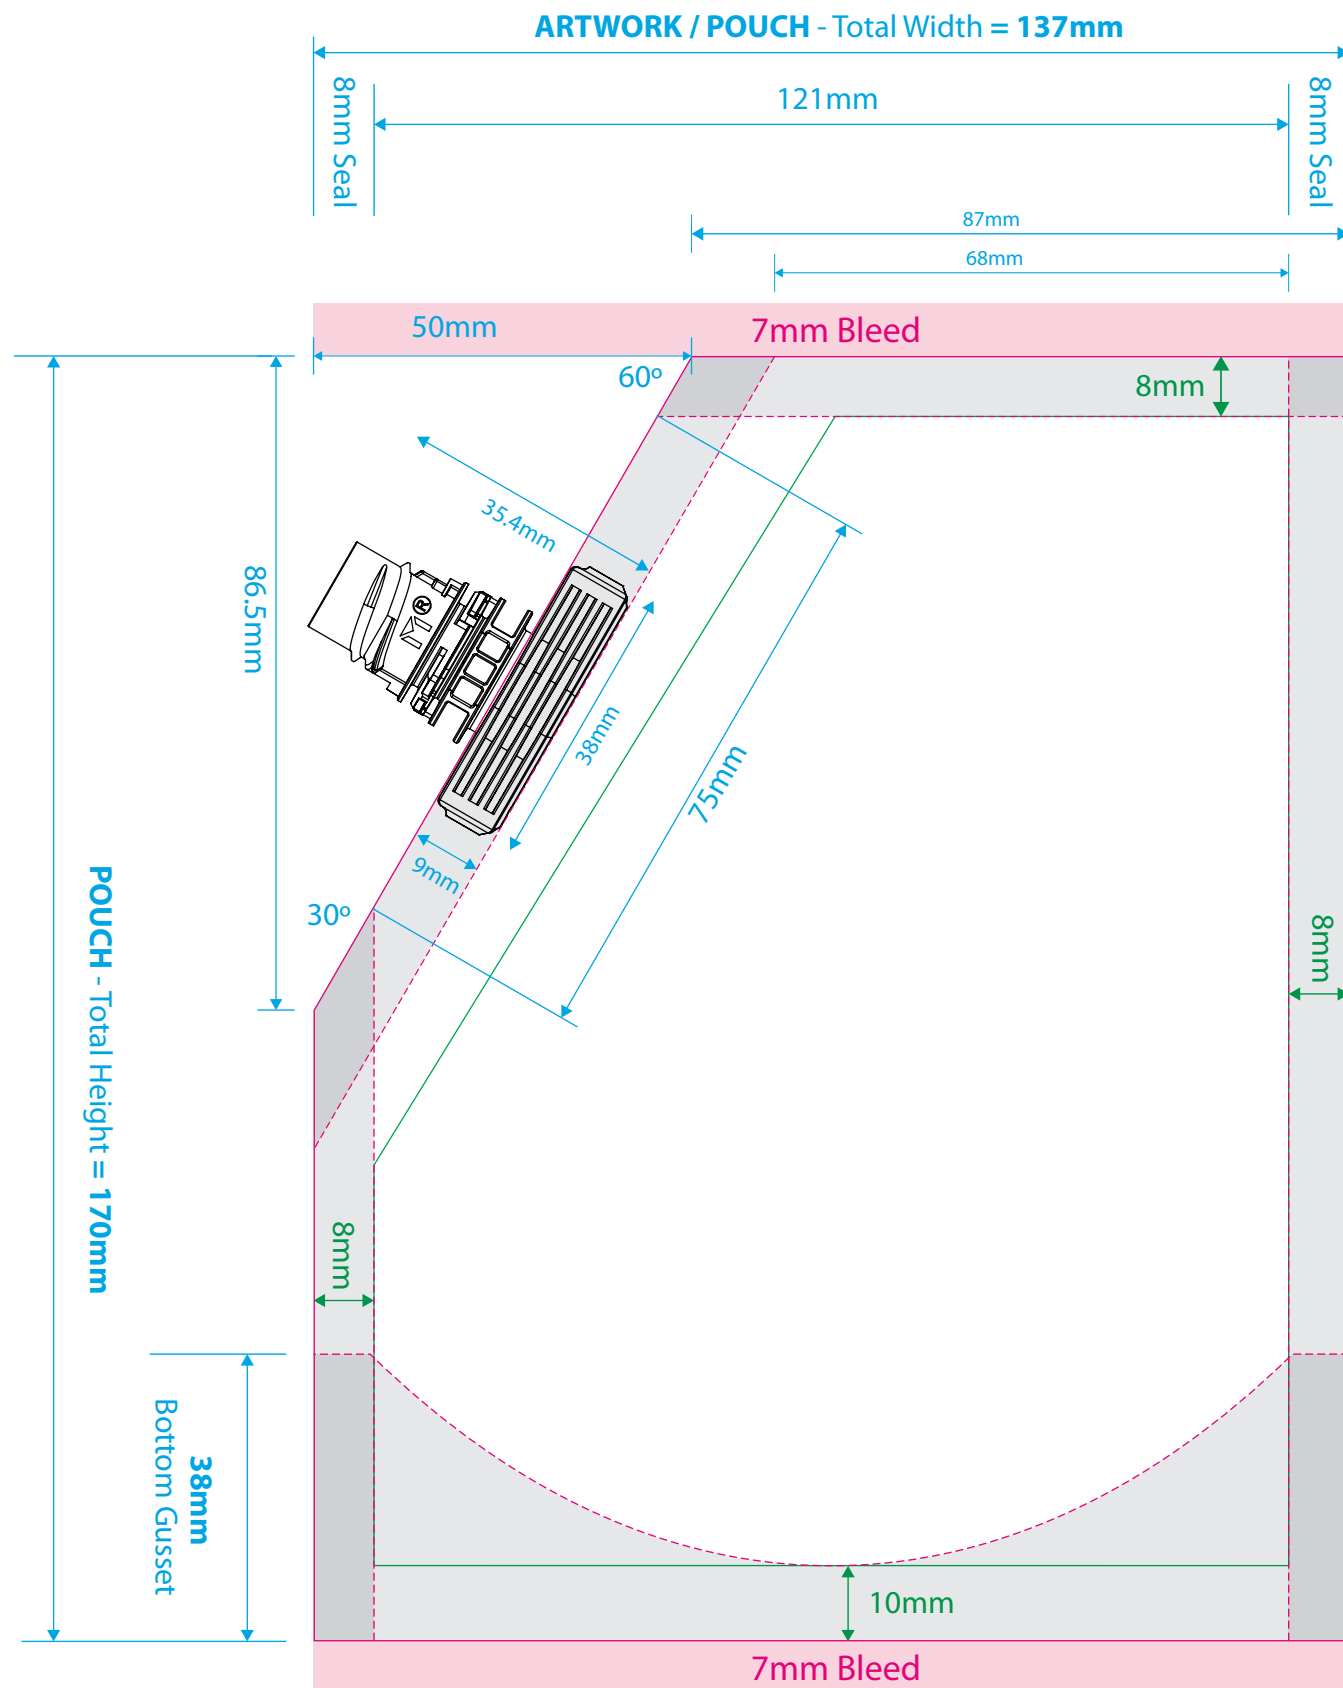 ARTWORK / POUCH - Total Width = 137mm
8mm Seal
121mm
8mm Seal
87mm
68mm
7mm Bleed
50mm
60º
8mm
35.4mm
86.5mm
M®
38mm
75mm
9mm
30º
POUCH - Total Height = 170mm
8mm
8mm
38mm
Bottom Gusset
10mm
7mm Bleed